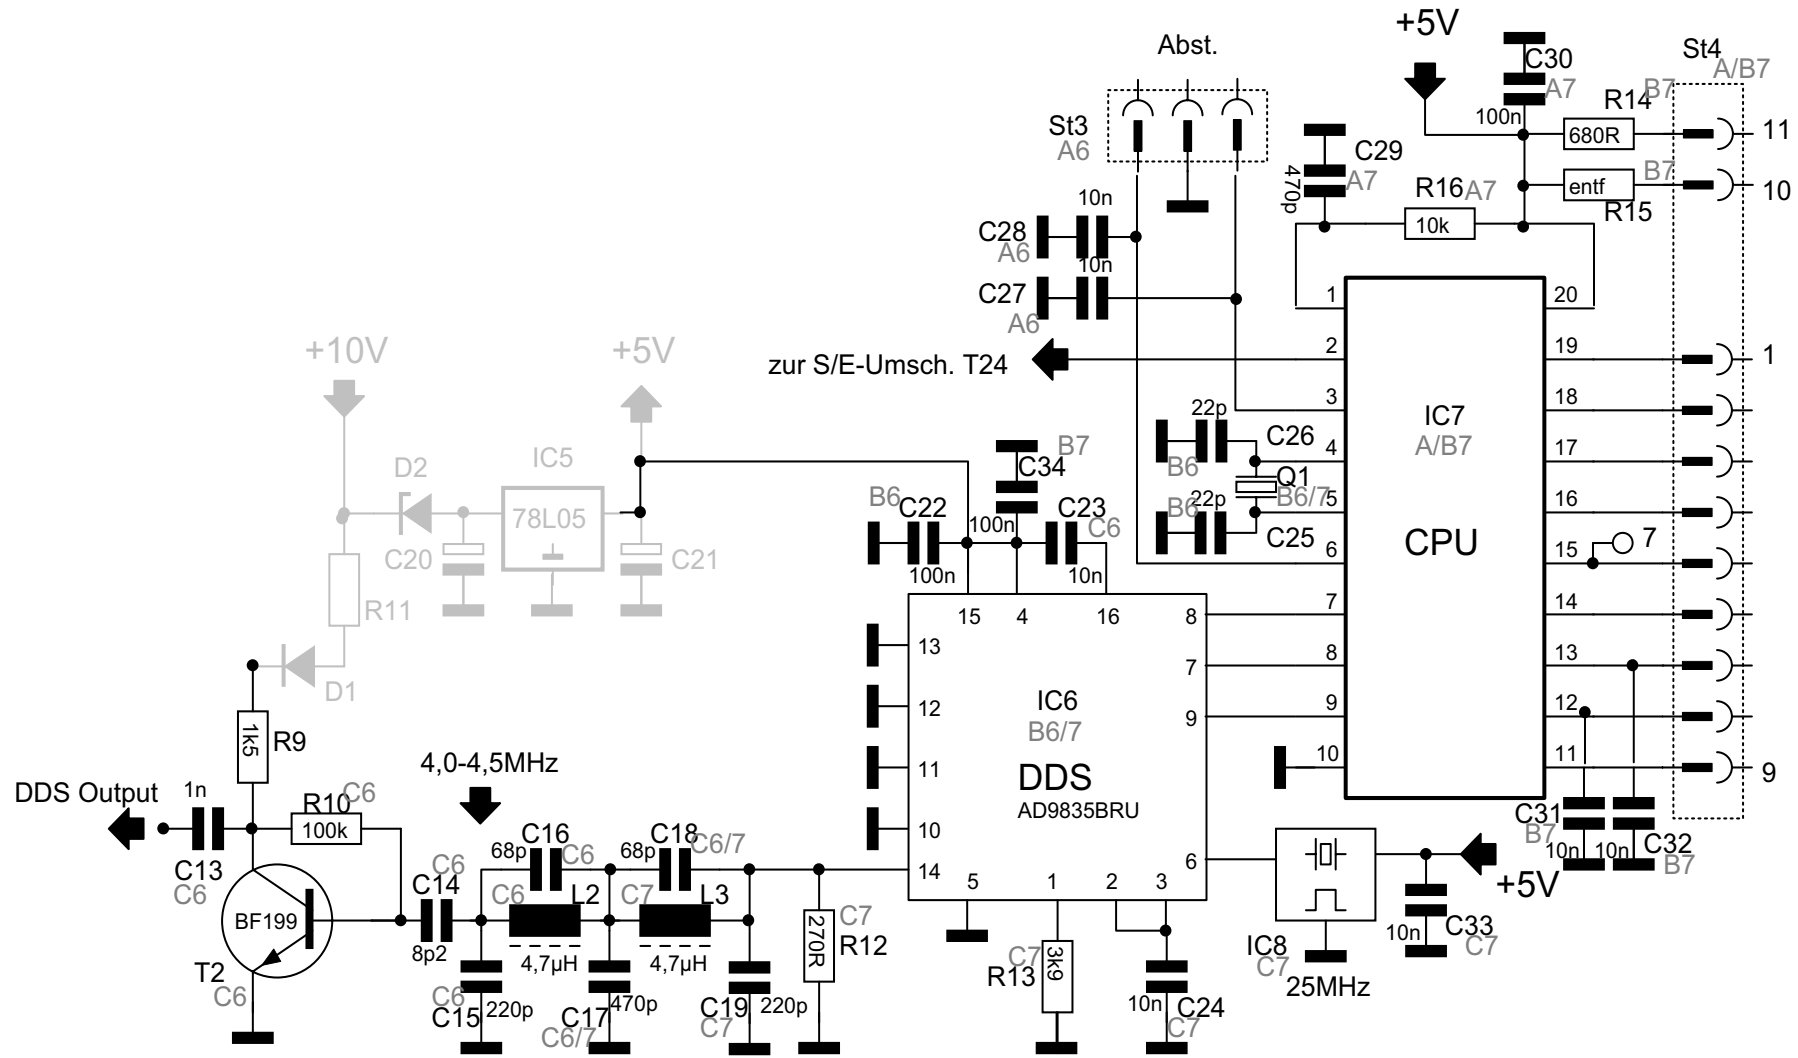 +5V
Abst.
C30
A7
100n
St4
A/B7
R14
B7
680R
11
St3
A6
C29
A7
470p
R16
A7
10k
entf
B7
R15
10
10n
C28
A6
10n
C27
A6
1
20
zur S/E-Umsch. T24
2
19
1
3
18
IC7
A/B7
CPU
22p
C26
B6
4
17
Q1
B6/7
5
16
B6
22p
C25
6
15
7
7
14
8
13
9
12
10
11
9
+10V
+5V
D2
IC5
78L05
C20
C21
R11
D1
B7
C34
B6
C22
100n
100n
C23
C6
10n
15
4
16
8
13
7
12
9
11
10
14
6
5
1
2
3
IC6
B6/7
DDS
AD9835BRU
1k5
R9
4,0-4,5MHz
DDS Output
1n
C13
C6
R10
C6
100k
C6
C14
8p2
BF199
T2
C6
68p
C16
C6
68p
C18
C6/7
C6
L2
C7
L3
4,7µH
4,7µH
C6
C15
220p
C17
C6/7
470p
C19
C7
220p
270R
C7
R12
C7
R13
3k9
10n
C24
C7
IC8
C7
25MHz
+5V
10n
C33
C7
C31
B7
10n
10n
C32
B7